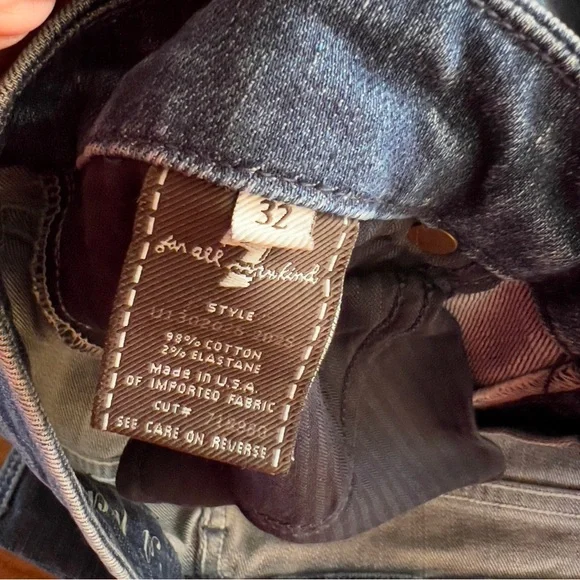 32
for all mankind
7
STYLE
98% COTTON
2% ELASTANE
Made in U.S.A.
OF IMPORTED FABRIC
CUT#
SEE CARE ON REVERSE